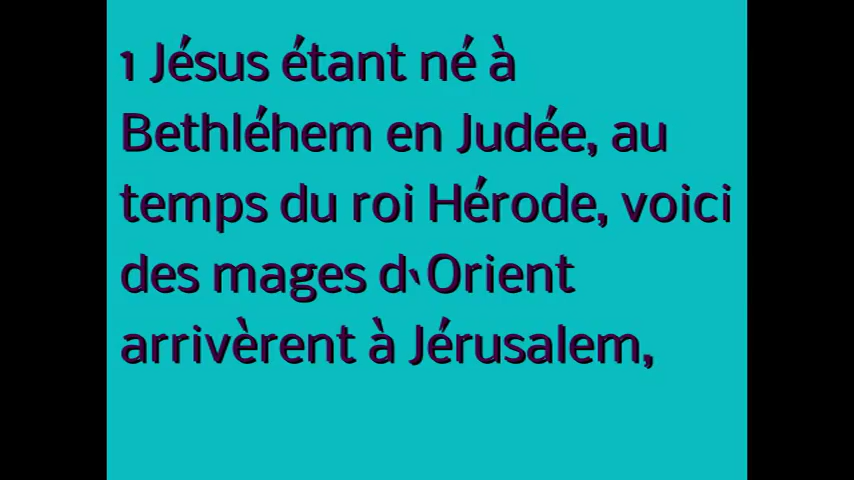 1 Jésus étant né à
Bethléhem en Judée, au
temps du roi Hérode, voici
des mages d'Orient
arrivèrent à Jérusalem,